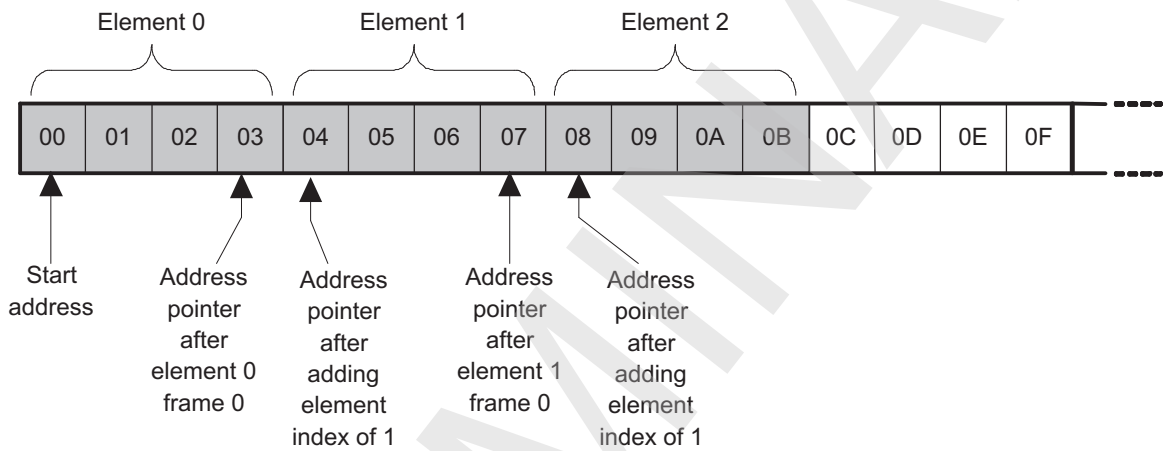 Element 0 Element 1 Element 2
00 01 02 03 04 05 06 07 08 09 0A 0B 0C 0D 0E 0F
Start
address
Address
pointer
after
element 0
frame 0
Address
pointer
after
adding
element
index of 1
Address
pointer
after
element 1
frame 0
Address
pointer
after
adding
element
index of 1